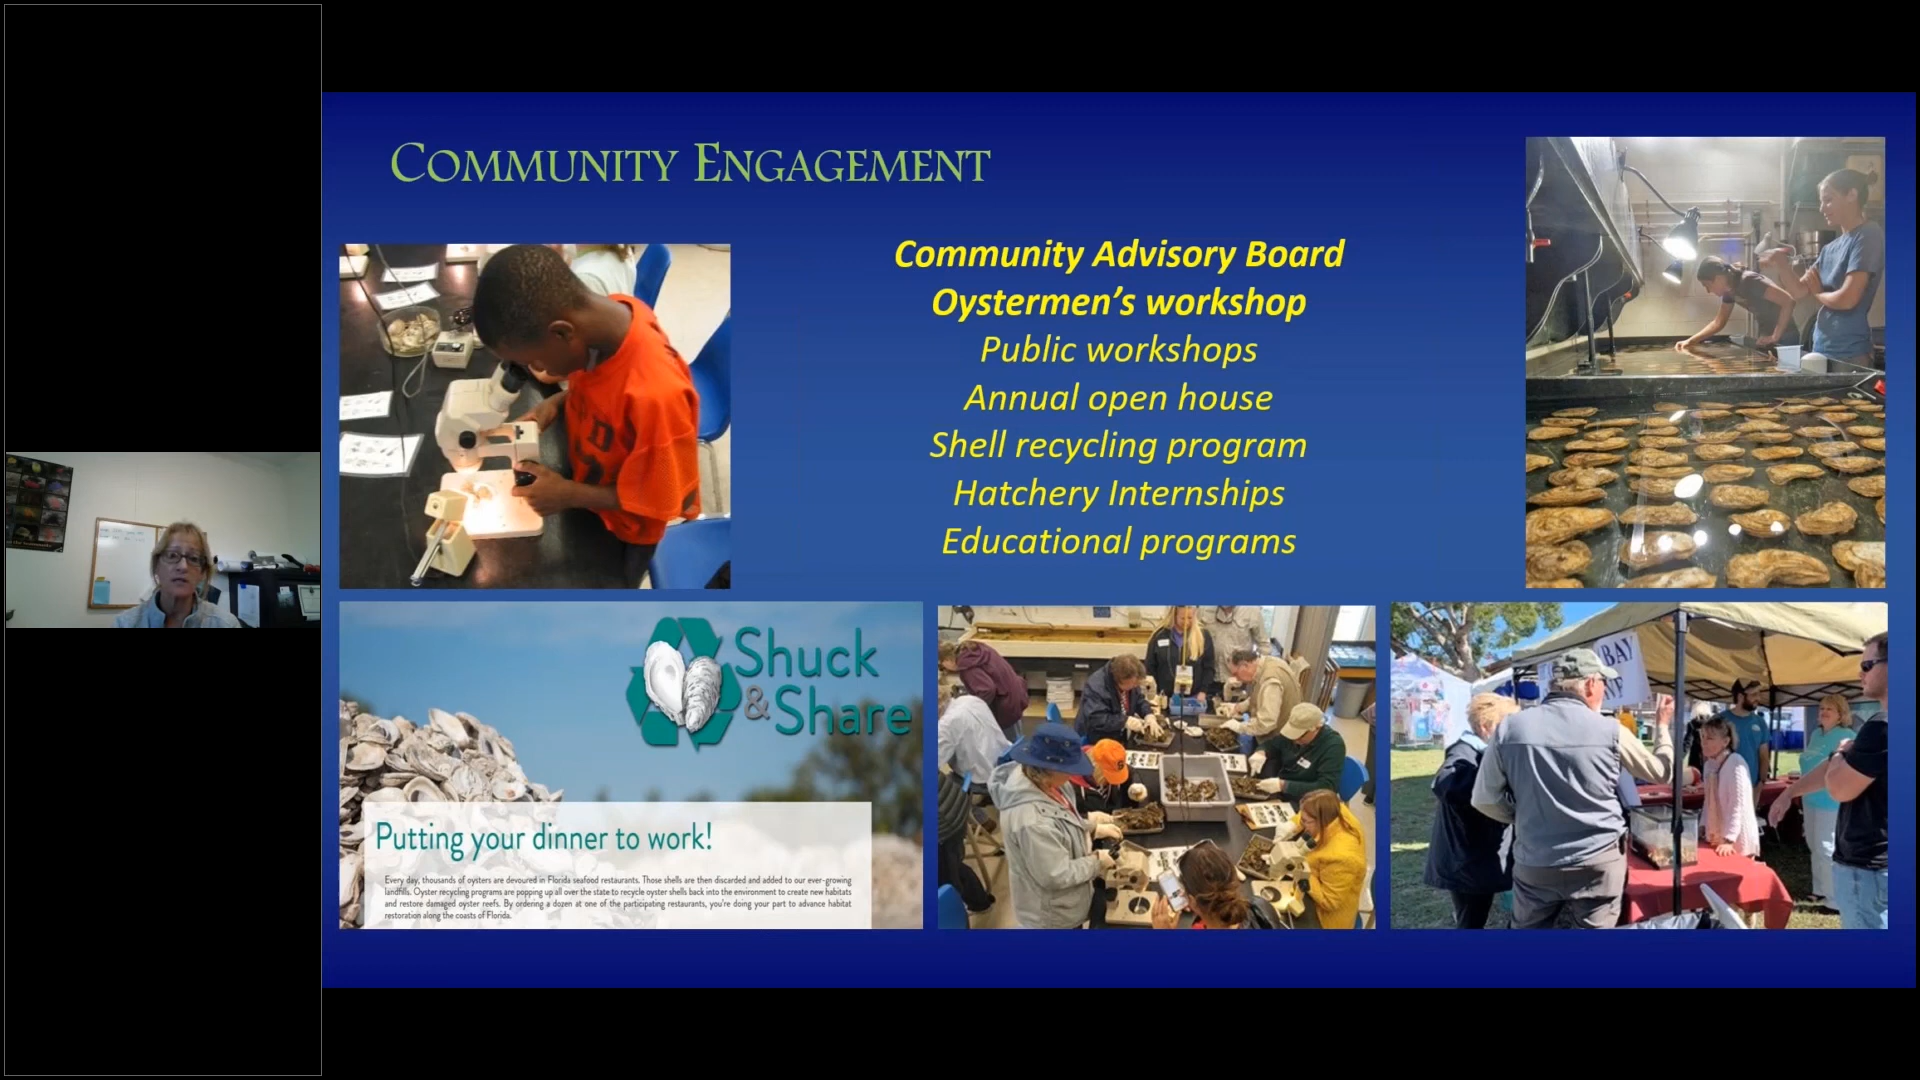 COMMUNITY ENGAGEMENT
Community Advisory Board
Oystermen’s workshop
Public workshops
Annual open house
Shell recycling program
Hatchery Internships
Educational programs
Shuck
& Share
Putting your dinner to work!
Every day, thousands of oysters are devoured in Florida seafood restaurants. Those shells are then discarded and added to our ever-growing
landfills. Oyster recycling programs are popping up all over the state to recycle oyster shells back into the environment to create new habitats
and restore damaged oyster reefs. By ordering a dozen at one of the participating restaurants, you're doing your part to advance habitat
restoration along the coasts of Florida.
BAY